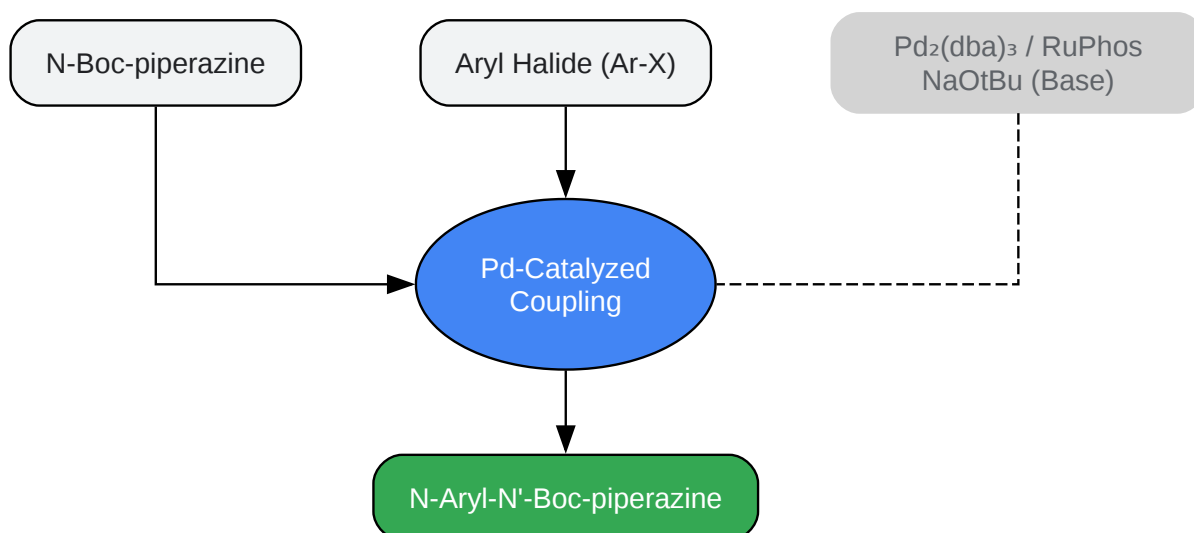 N-Boc-piperazine
Aryl Halide (Ar-X)
Pd₂(dba)₃ / RuPhos
NaOtBu (Base)
Pd-Catalyzed
Coupling
N-Aryl-N'-Boc-piperazine